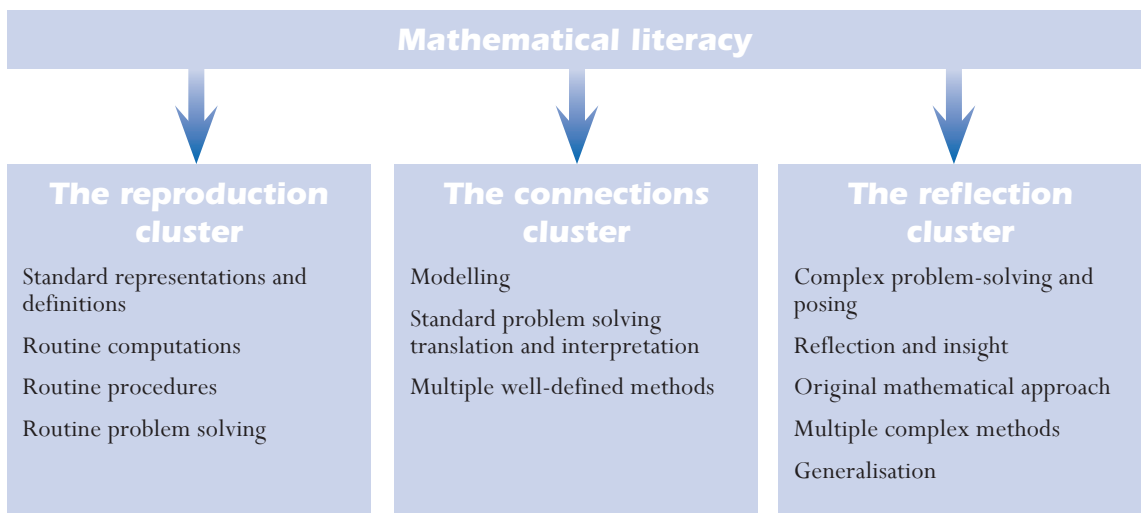 Mathematical literacy
The reproduction
cluster
Standard representations and
definitions
Routine computations
Routine procedures
Routine problem solving
The connections
cluster
Modelling
Standard problem solving
translation and interpretation
Multiple well-defined methods
The reflection
cluster
Complex problem-solving and
posing
Reflection and insight
Original mathematical approach
Multiple complex methods
Generalisation